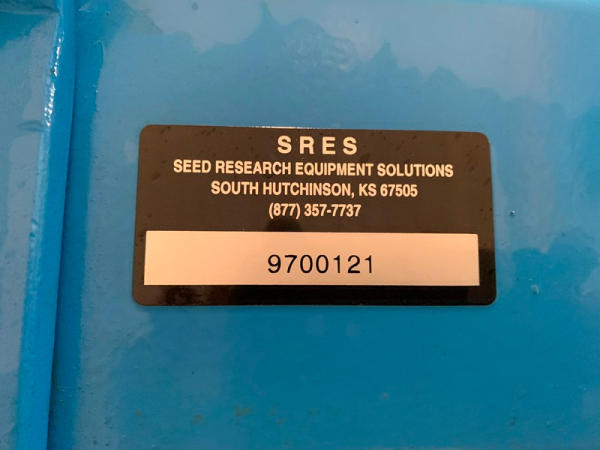 SRES
SEED RESEARCH EQUIPMENT SOLUTIONS
SOUTH HUTCHINSON, KS 67505
(877) 357-7737
9700121